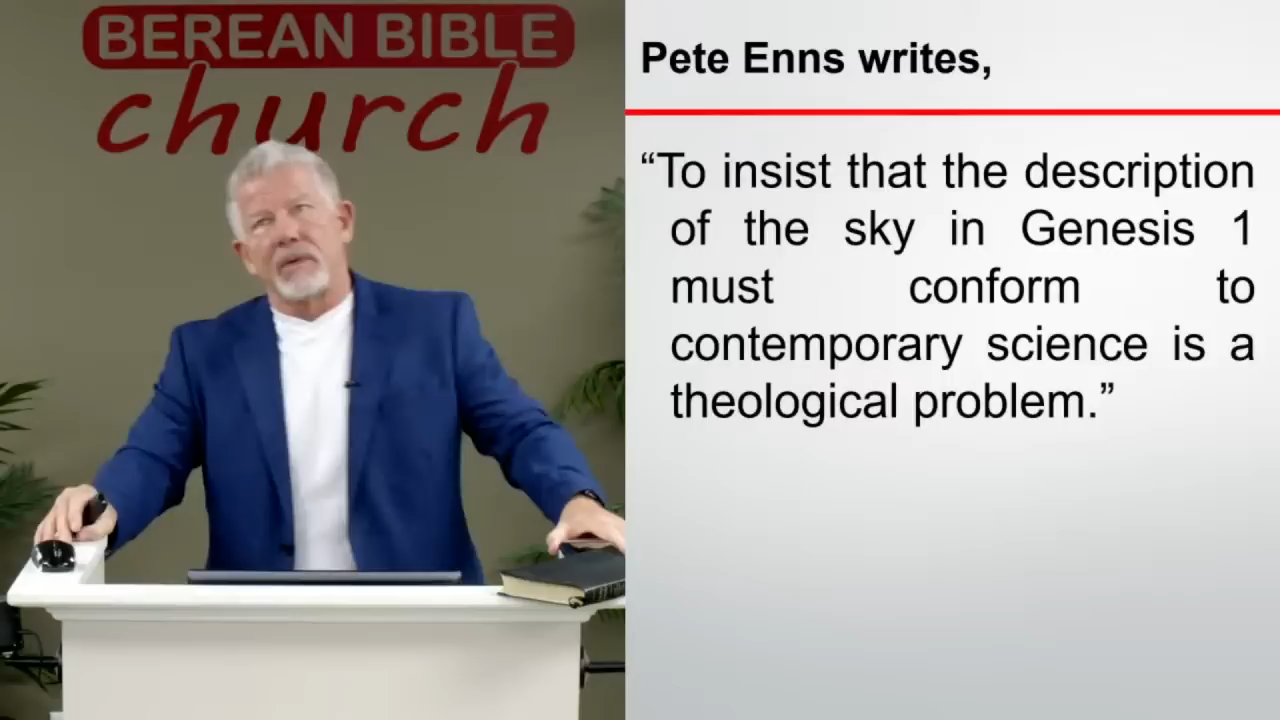 BEREAN BIBLE
church
Pete Enns writes,
“To insist that the description
of the sky in Genesis 1
must conform to
contemporary science is a
theological problem.”